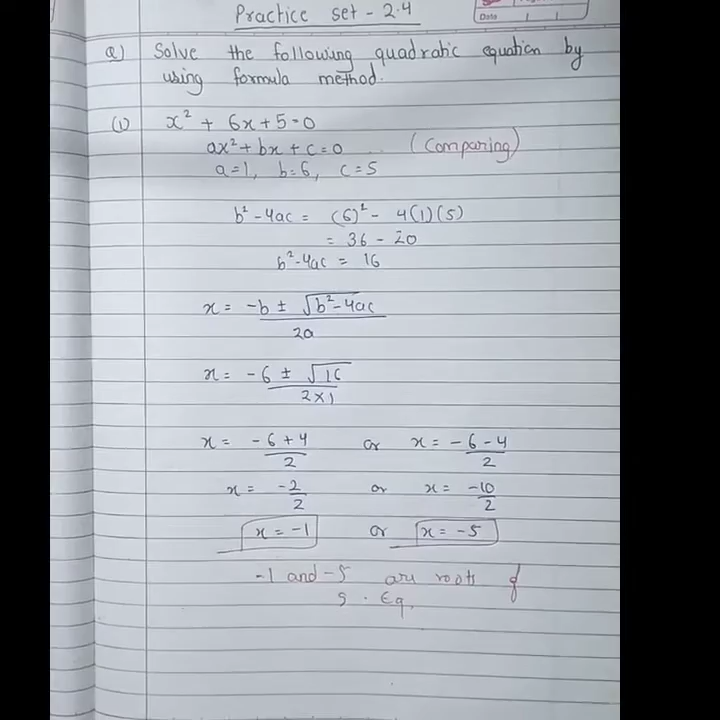 Practice set - 2.4
Date
Q) Solve the following quadratic equation by
using formula method.
(1) x² + 6x+5=0
ax²+bx+c=0 ... (Comparing)
a=1, b=6, c=5
b²-4ac = (6)² - 4(1)(5)
= 36 - 20
b²-4ac = 16
x = -b ± √b²-4ac / 2a
x = -6 ± √16 / 2×1
x = -6+4 / 2 or x = -6-4 / 2
x = -2 / 2 or x = -10 / 2
x = -1 or x = -5
-1 and -5 are roots of
g. Eq.